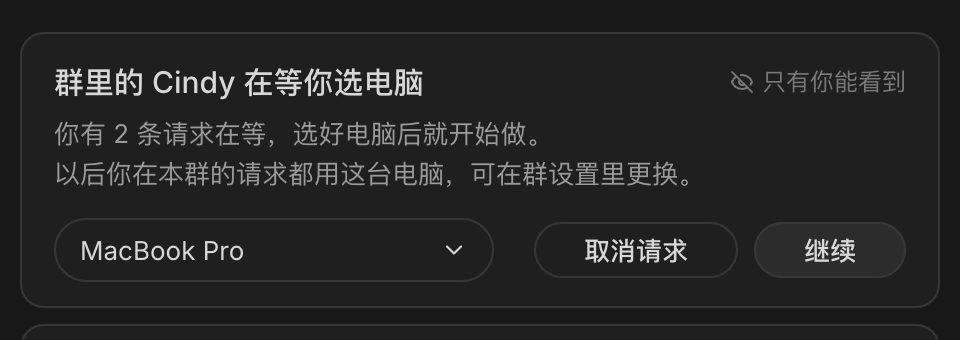 群里的 Cindy 在等你选电脑
只有你能看到
你有 2 条请求在等，选好电脑后就开始做。
以后你在本群的请求都用这台电脑，可在群设置里更换。
MacBook Pro
取消请求
继续